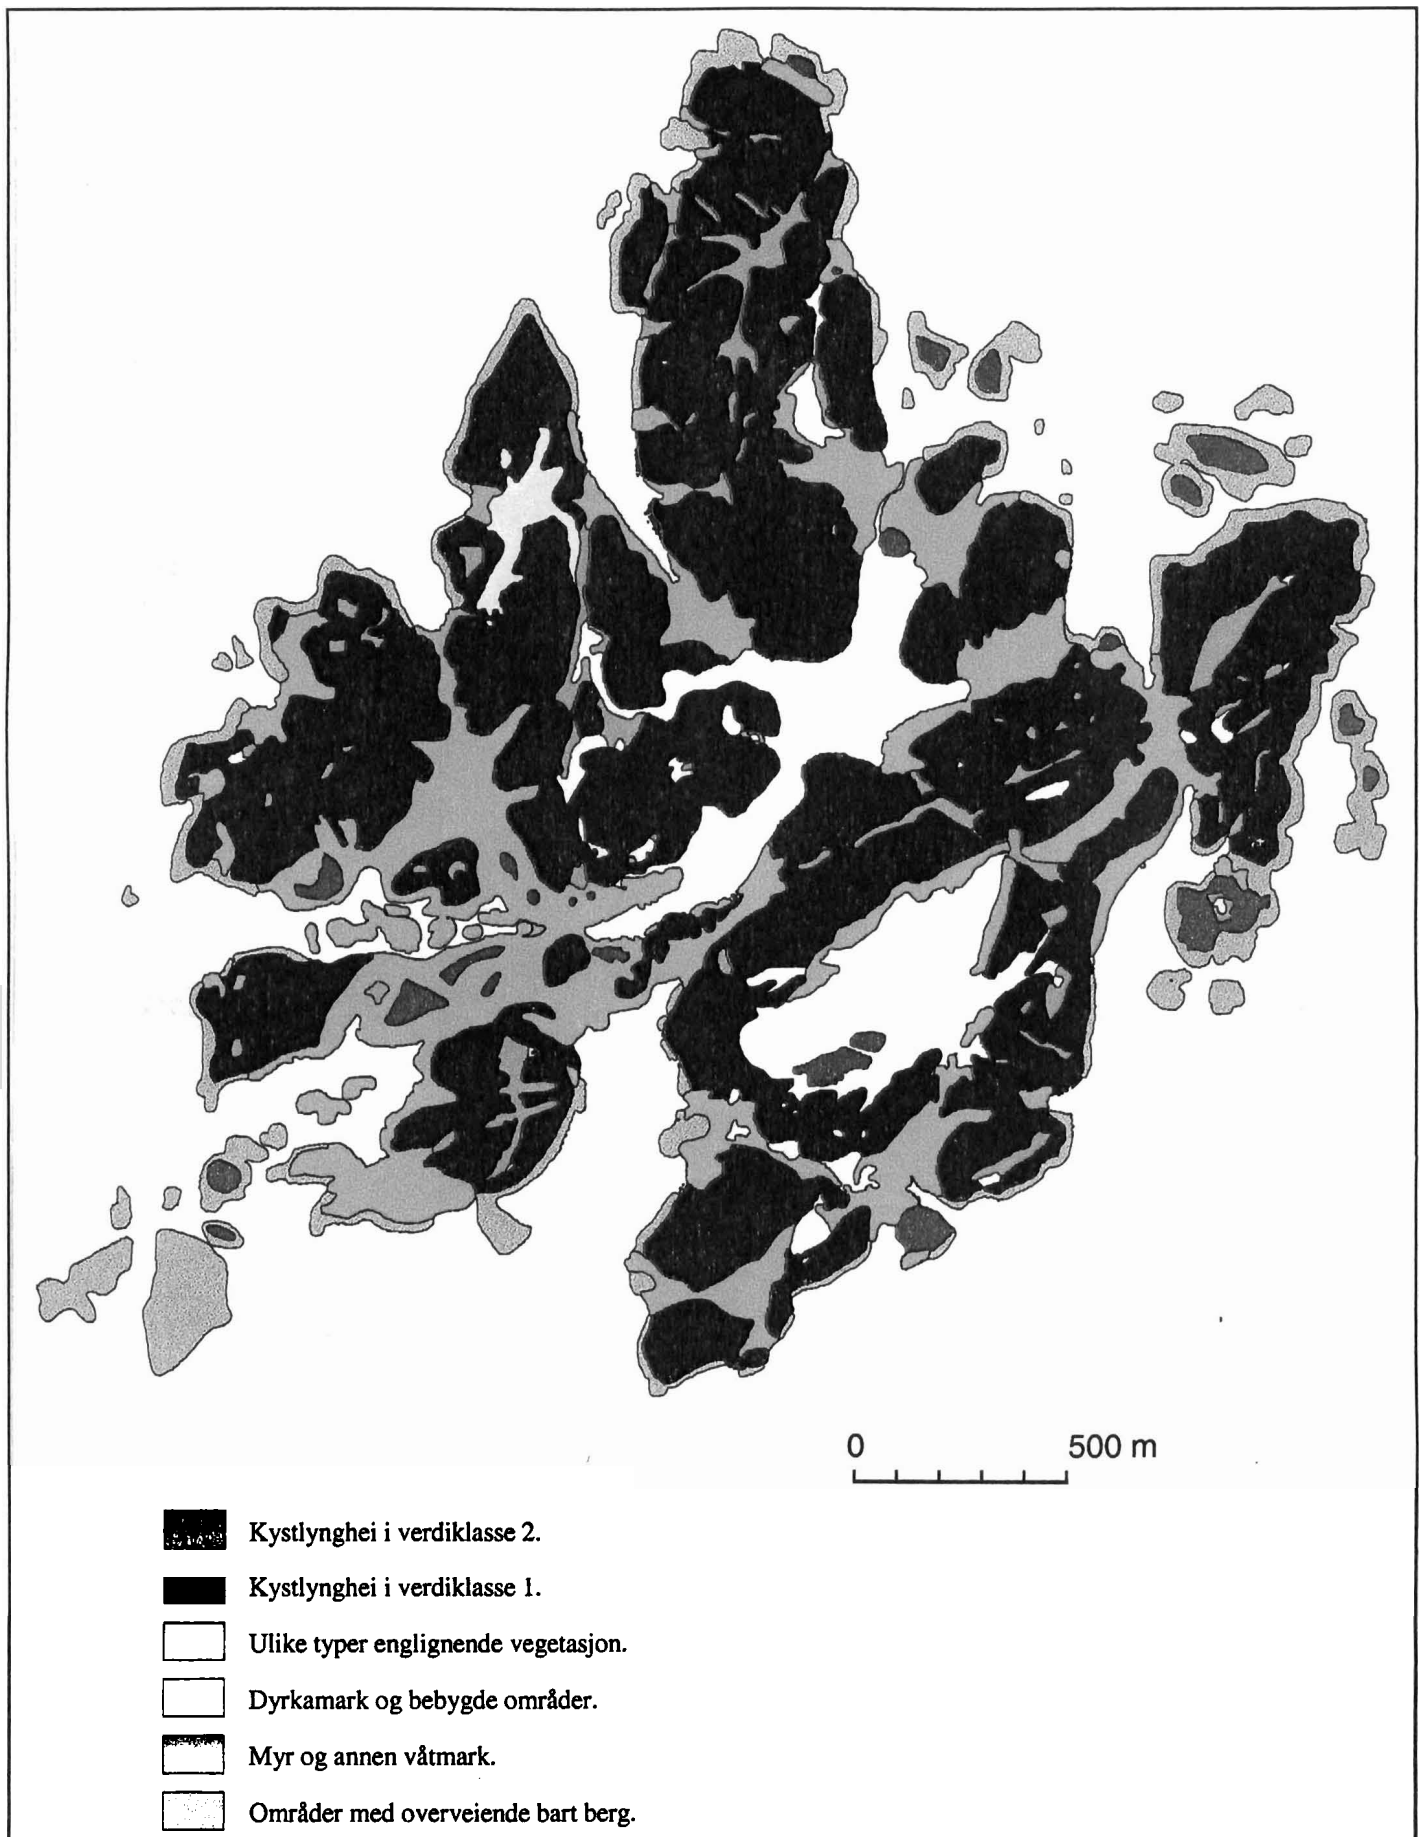 0 500 m
Kystlynghei i verdiklasse 2.
Kystlynghei i verdiklasse 1.
Ulike typer englignende vegetasjon.
Dyrkamark og bebygde områder.
Myr og annen våtmark.
Områder med overveiende bart berg.